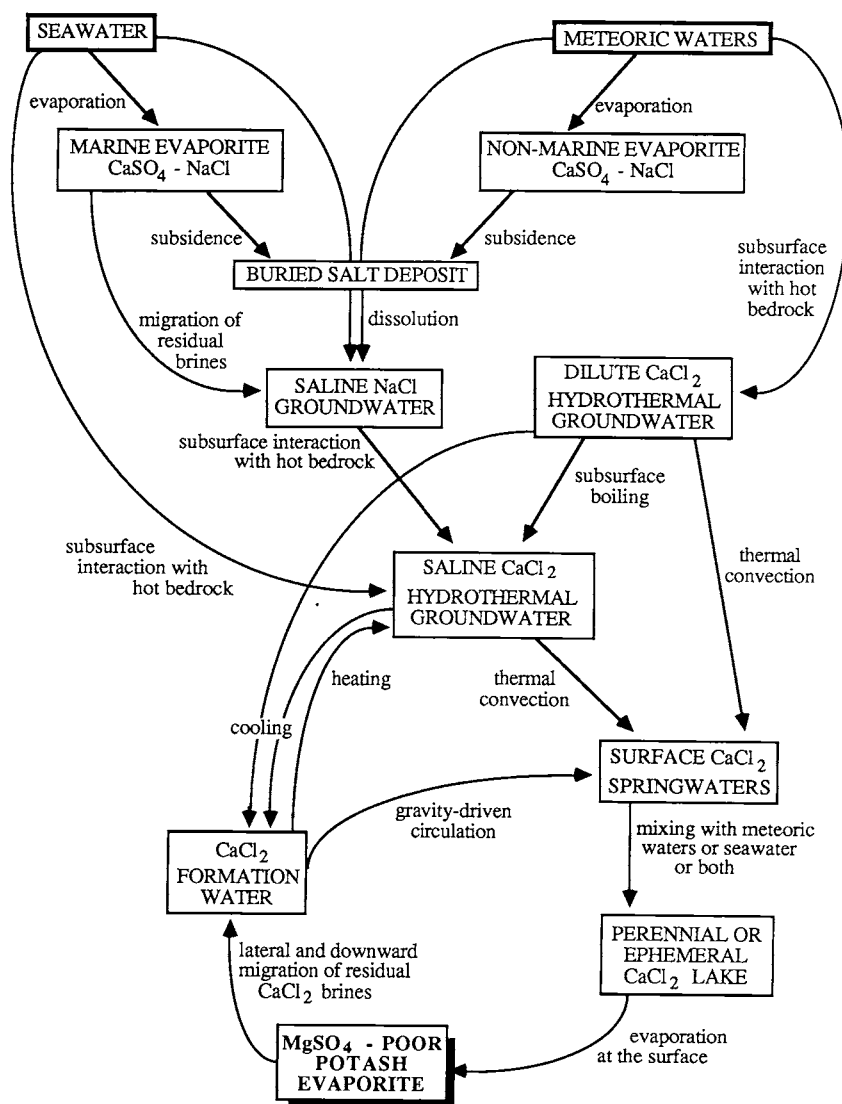 SEAWATER
METEORIC WATERS
evaporation
evaporation
MARINE EVAPORITE
CaSO₄ - NaCl
NON-MARINE EVAPORITE
CaSO₄ - NaCl
subsidence
subsidence
subsurface
interaction
with hot
bedrock
BURIED SALT DEPOSIT
migration of
residual
brines
dissolution
SALINE NaCl
GROUNDWATER
DILUTE CaCl₂
HYDROTHERMAL
GROUNDWATER
subsurface interaction
with hot bedrock
subsurface
boiling
subsurface
interaction with
hot bedrock
SALINE CaCl₂
HYDROTHERMAL
GROUNDWATER
thermal
convection
heating
thermal
convection
cooling
SURFACE CaCl₂
SPRINGWATERS
gravity-driven
circulation
mixing with meteoric
waters or seawater
or both
CaCl₂
FORMATION
WATER
PERENNIAL OR
EPHEMERAL
CaCl₂ LAKE
lateral and downward
migration of residual
CaCl₂ brines
MgSO₄ - POOR
POTASH
EVAPORITE
evaporation
at the surface